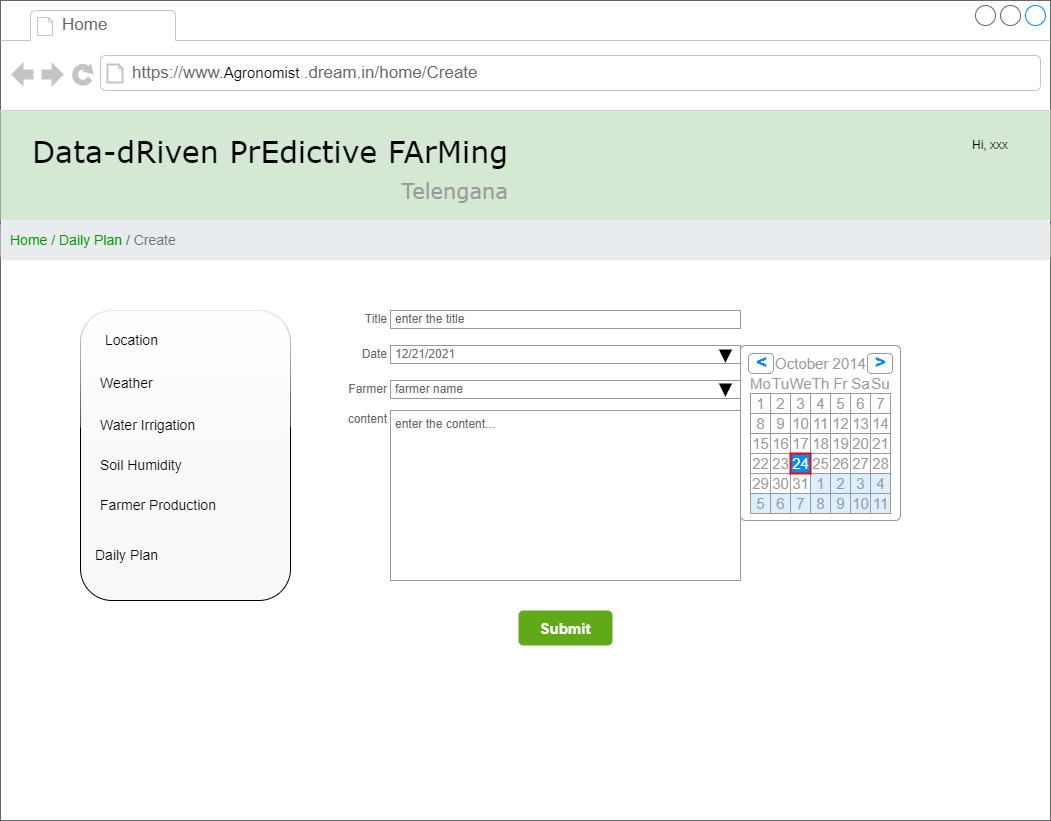 Home
https://www.Agronomist .dream.in/home/Create
Data-dRiven PrEdictive FArMing
Hi, xxx
Telengana
Home / Daily Plan / Create
Location
Weather
Water Irrigation
Soil Humidity
Farmer Production
Daily Plan
Title enter the title
Date 12/21/2021
Farmer farmer name
content enter the content...
< October 2014 >
Mo Tu We Th Fr Sa Su
1 2 3 4 5 6 7
8 9 10 11 12 13 14
15 16 17 18 19 20 21
22 23 24 25 26 27 28
29 30 31 1 2 3 4
5 6 7 8 9 10 11
Submit